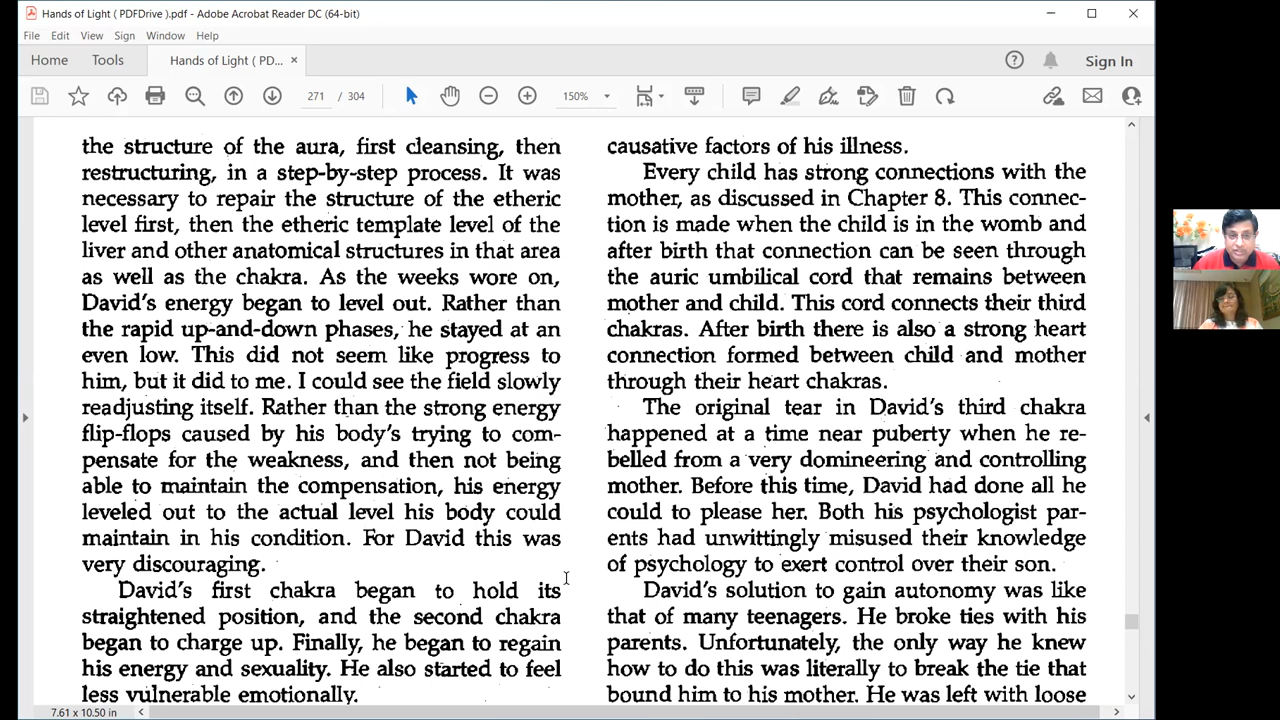 Hands of Light ( PDFDrive ).pdf - Adobe Acrobat Reader DC (64-bit)
File Edit View Sign Window Help
Home Tools Hands of Light ( PD... × Sign In
271 / 304 150%
the structure of the aura, first cleansing, then
restructuring, in a step-by-step process. It was
necessary to repair the structure of the etheric
level first, then the etheric template level of the
liver and other anatomical structures in that area
as well as the chakra. As the weeks wore on,
David's energy began to level out. Rather than
the rapid up-and-down phases, he stayed at an
even low. This did not seem like progress to
him, but it did to me. I could see the field slowly
readjusting itself. Rather than the strong energy
flip-flops caused by his body's trying to com-
pensate for the weakness, and then not being
able to maintain the compensation, his energy
leveled out to the actual level his body could
maintain in his condition. For David this was
very discouraging.
David's first chakra began to hold its
straightened position, and the second chakra
began to charge up. Finally, he began to regain
his energy and sexuality. He also started to feel
less vulnerable emotionally.
causative factors of his illness.
Every child has strong connections with the
mother, as discussed in Chapter 8. This connec-
tion is made when the child is in the womb and
after birth that connection can be seen through
the auric umbilical cord that remains between
mother and child. This cord connects their third
chakras. After birth there is also a strong heart
connection formed between child and mother
through their heart chakras.
The original tear in David's third chakra
happened at a time near puberty when he re-
belled from a very domineering and controlling
mother. Before this time, David had done all he
could to please her. Both his psychologist par-
ents had unwittingly misused their knowledge
of psychology to exert control over their son.
David's solution to gain autonomy was like
that of many teenagers. He broke ties with his
parents. Unfortunately, the only way he knew
how to do this was literally to break the tie that
bound him to his mother. He was left with loose
7.61 x 10.50 in